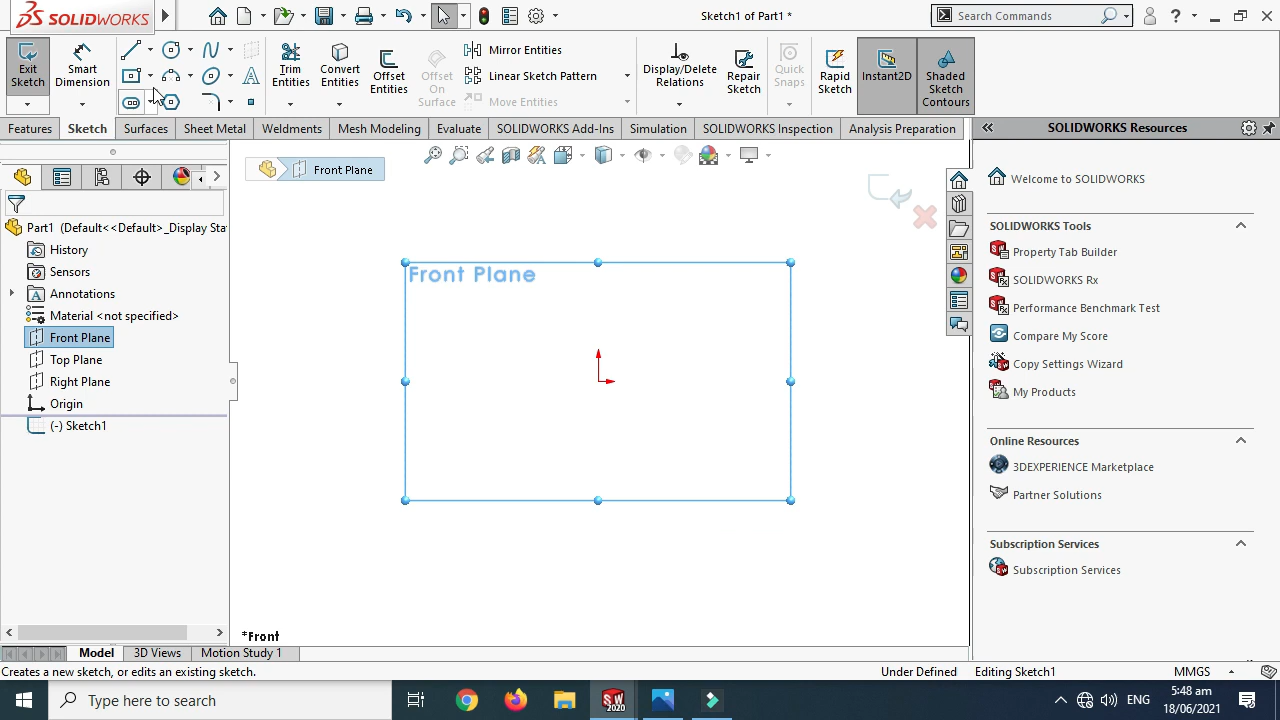 SOLIDWORKS
Sketch1 of Part1 *
Search Commands
Exit Sketch
Smart Dimension
Trim Entities
Convert Entities
Offset Entities
Offset On Surface
Mirror Entities
Linear Sketch Pattern
Move Entities
Display/Delete Relations
Repair Sketch
Quick Snaps
Rapid Sketch
Instant2D
Shaded Sketch Contours
Features
Sketch
Surfaces
Sheet Metal
Weldments
Mesh Modeling
Evaluate
SOLIDWORKS Add-Ins
Simulation
SOLIDWORKS Inspection
Analysis Preparation
SOLIDWORKS Resources
Front Plane
Part1 (Default<<Default>_Display Sta
History
Sensors
Annotations
Material <not specified>
Front Plane
Top Plane
Right Plane
Origin
(-) Sketch1
Front Plane
*Front
Welcome to SOLIDWORKS
SOLIDWORKS Tools
Property Tab Builder
SOLIDWORKS Rx
Performance Benchmark Test
Compare My Score
Copy Settings Wizard
My Products
Online Resources
3DEXPERIENCE Marketplace
Partner Solutions
Subscription Services
Subscription Services
Model
3D Views
Motion Study 1
Creates a new sketch, or edits an existing sketch.
Under Defined
Editing Sketch1
MMGS
Type here to search
SW
2020
ENG
5:48 am
18/06/2021